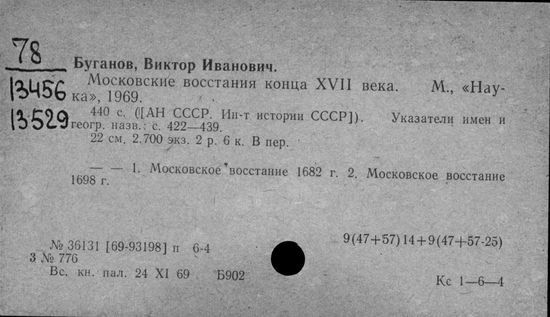 78
13456
13529
Буганов, Виктор Иванович.
Московские восстания конца XVII века. М., «Нау-
ка», 1969.
440 с. ([АН СССР. Ин-т истории СССР]). Указатели имен и
геогр. назв.: с. 422—439.
22 см. 2.700 экз. 2 р. 6 к. В пер.
— — 1. Московское восстание 1682 г. 2. Московское восстание
1698 г.
№ 36131 [69-93198] п 6-4
9(47+57)14+9(47+57-25)
3 № 776
Вс. кн. пал. 24 XI 69 Б902
Кс 1—6—4